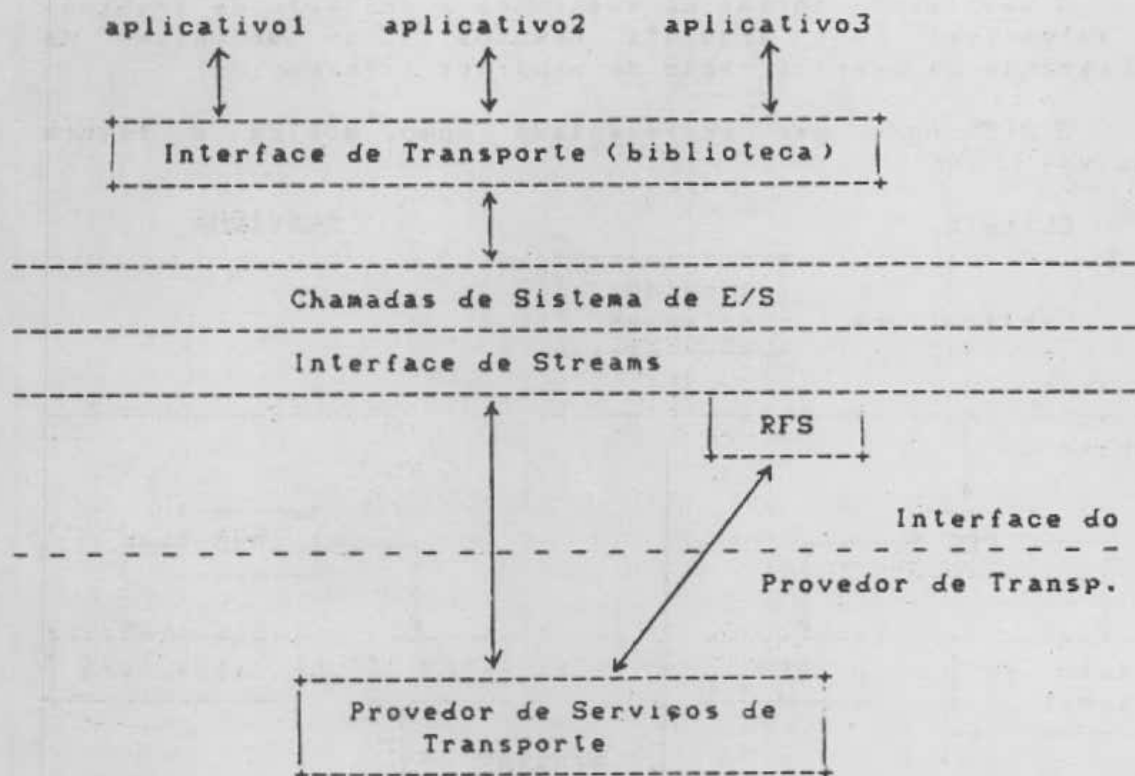 aplicativo1 aplicativo2 aplicativo3
Interface de Transporte (biblioteca)
Chamadas de Sistema de E/S
Interface de Streams
RFS
Interface do
Provedor de Transp.
Provedor de Serviços de
Transporte